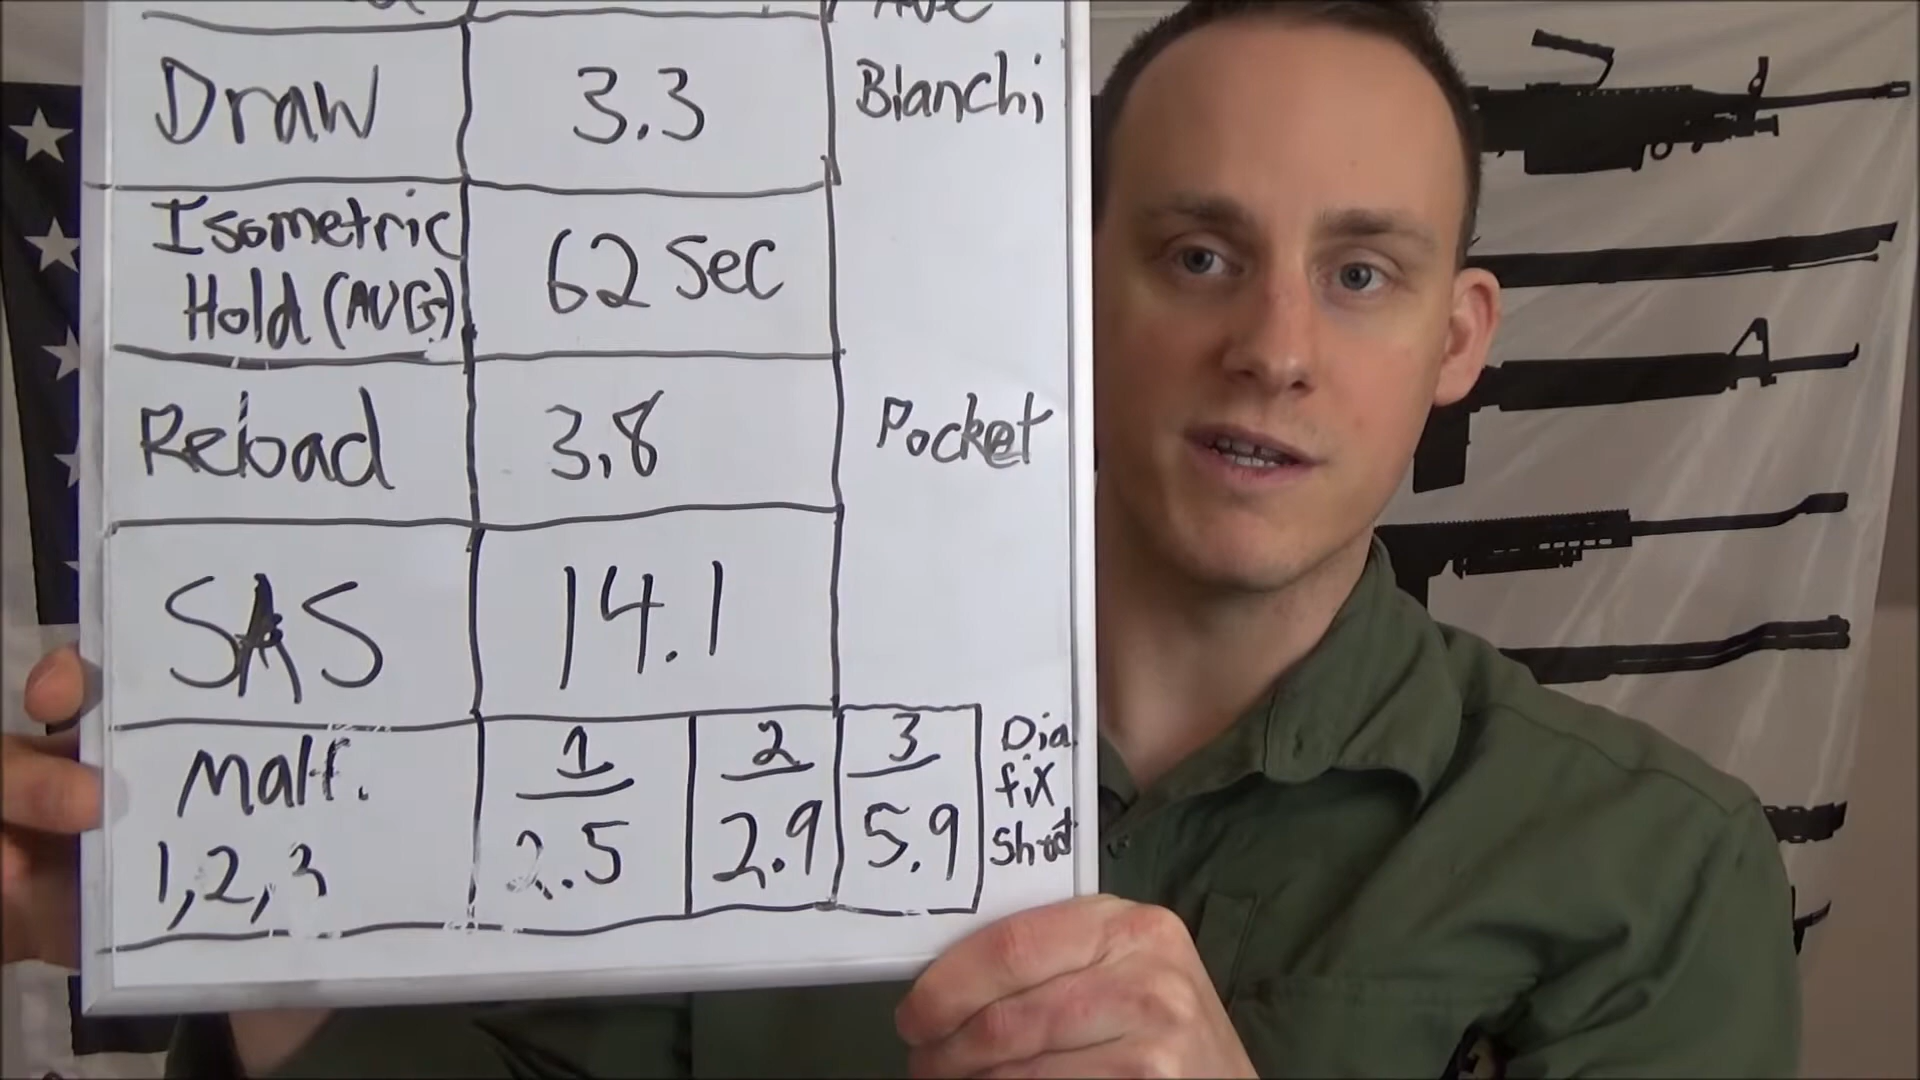 Draw 3.3 Bianchi
Isometric
Hold (AVG) 62 Sec
Reload 3.8 Pocket
SAS 14.1
Malf. 1 2 3 Dia
1,2,3 2.5 2.9 5.9 fix
Shoot